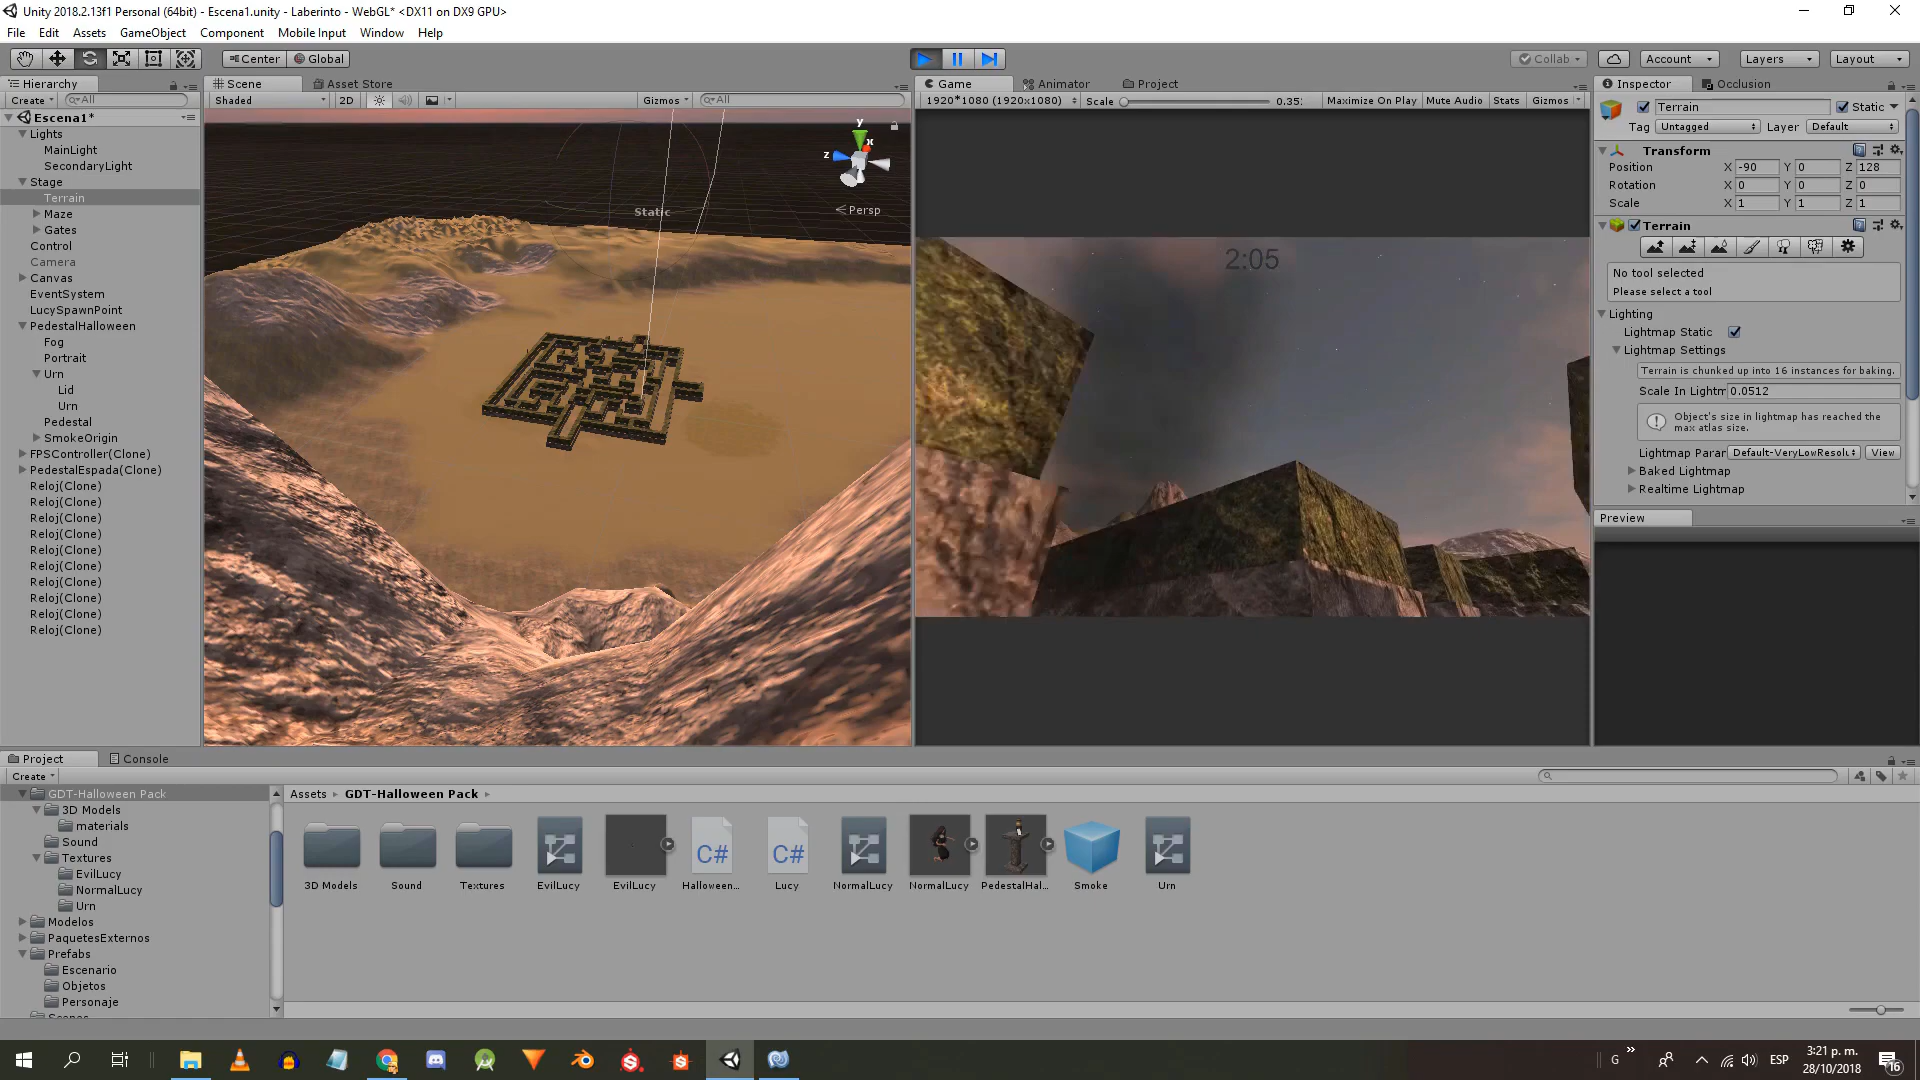 Unity 2018.2.13f1 Personal (64bit) - Escena1.unity - Laberinto - WebGL* <DX11 on DX9 GPU>
File Edit Assets GameObject Component Mobile Input Window Help
Center Global
Collab Account Layers Layout
Hierarchy
Create All
Escena1*
Lights
MainLight
SecondaryLight
Stage
Terrain
Maze
Gates
Control
Camera
Canvas
EventSystem
LucySpawnPoint
PedestalHalloween
Fog
Portrait
Urn
Lid
Urn
Pedestal
SmokeOrigin
FPSController(Clone)
PedestalEspada(Clone)
Reloj(Clone)
Reloj(Clone)
Reloj(Clone)
Reloj(Clone)
Reloj(Clone)
Reloj(Clone)
Reloj(Clone)
Reloj(Clone)
Reloj(Clone)
Reloj(Clone)
Scene Asset Store
Shaded 2D Gizmos All
y
x
z
Persp
Static
Game Animator Project
1920*1080 (1920x1080) Scale 0.35 Maximize On Play Mute Audio Stats Gizmos
2:05
Inspector Occlusion
Terrain Static
Tag Untagged Layer Default
Transform
Position X -90 Y 0 Z 128
Rotation X 0 Y 0 Z 0
Scale X 1 Y 1 Z 1
Terrain
No tool selected
Please select a tool
Lighting
Lightmap Static
Lightmap Settings
Terrain is chunked up into 16 instances for baking.
Scale In Lightm 0.0512
Object's size in lightmap has reached the
max atlas size.
Lightmap Parar Default-VeryLowResolu View
Baked Lightmap
Realtime Lightmap
Preview
Project Console
Create
GDT-Halloween Pack
3D Models
materials
Sound
Textures
EvilLucy
NormalLucy
Urn
Modelos
PaquetesExternos
Prefabs
Escenario
Objetos
Personaje
Scenes
Assets GDT-Halloween Pack
C# C#
3D Models Sound Textures EvilLucy EvilLucy Halloween... Lucy NormalLucy NormalLucy PedestalHal... Smoke Urn
G ESP
3:21 p. m.
28/10/2018
16